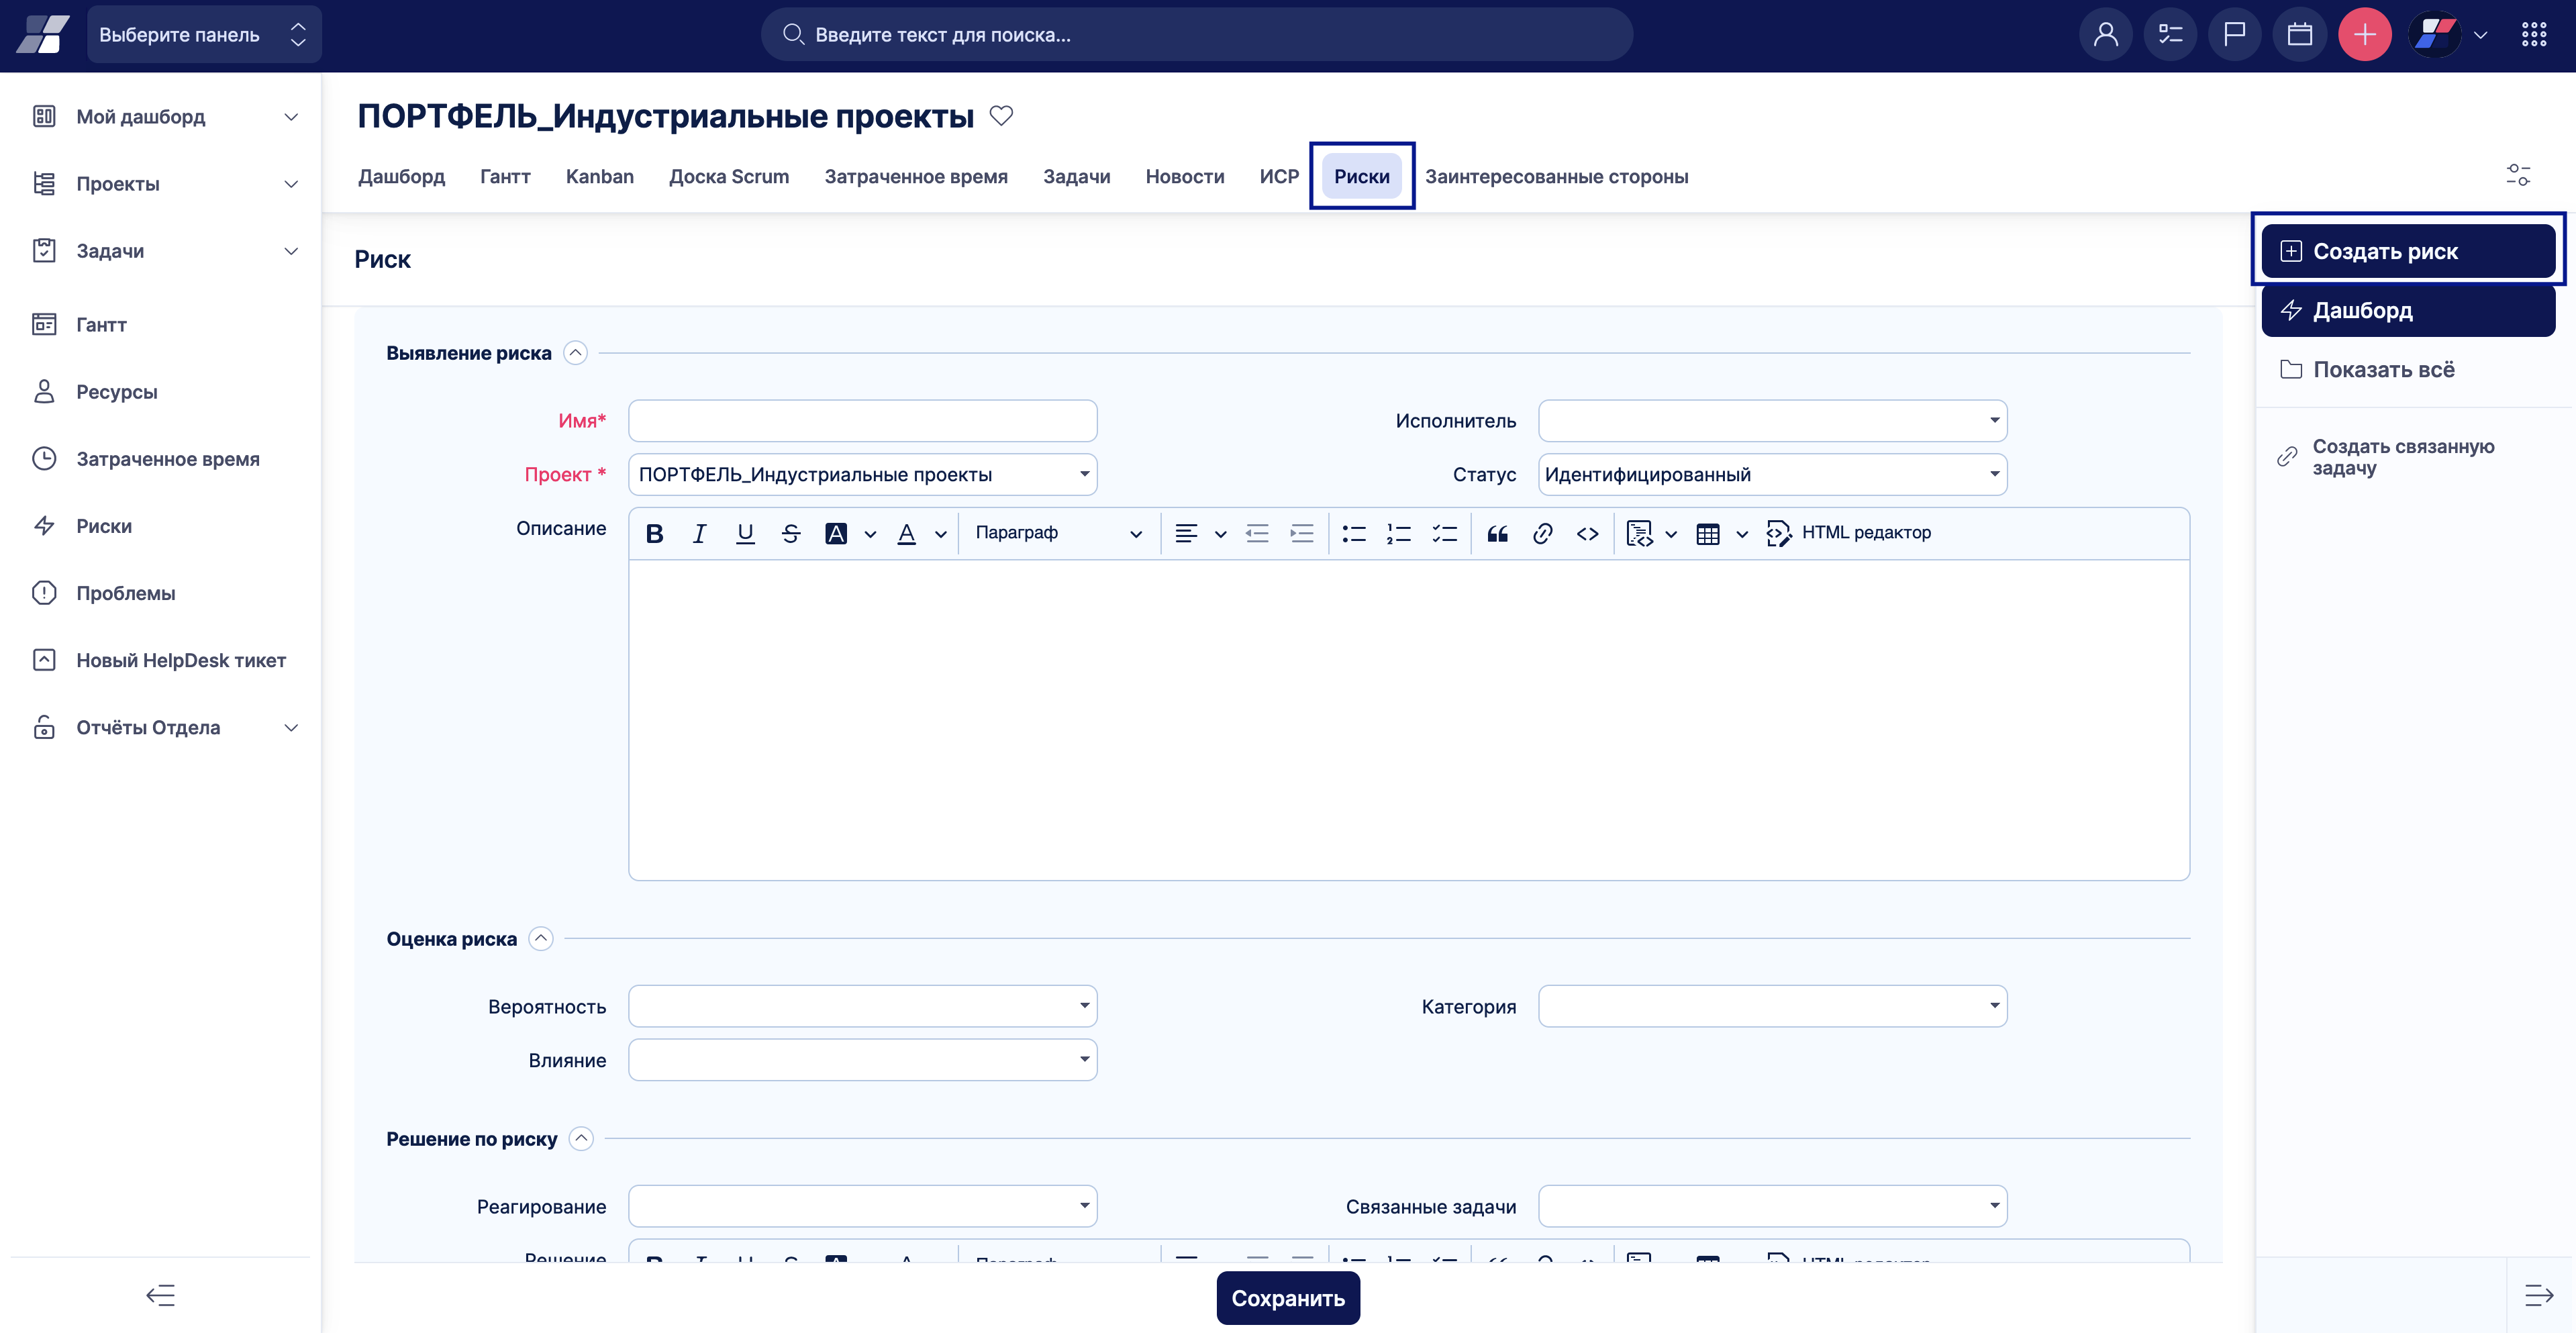 Выберите панель
Введите текст для поиска...
Мой дашборд
Проекты
Задачи
Гантт
Ресурсы
Затраченное время
Риски
Проблемы
Новый HelpDesk тикет
Отчёты Отдела
ПОРТФЕЛЬ_Индустриальные проекты
Дашборд Гантт Kanban Доска Scrum Затраченное время Задачи Новости ИСР Риски Заинтересованные стороны
Риск
Выявление риска
Имя*
Исполнитель
Проект * ПОРТФЕЛЬ_Индустриальные проекты
Статус Идентифицированный
Описание
Параграф HTML редактор
Оценка риска
Вероятность
Категория
Влияние
Решение по риску
Реагирование
Связанные задачи
Решение
Параграф HTML редактор
Сохранить
Создать риск
Дашборд
Показать всё
Создать связанную
задачу